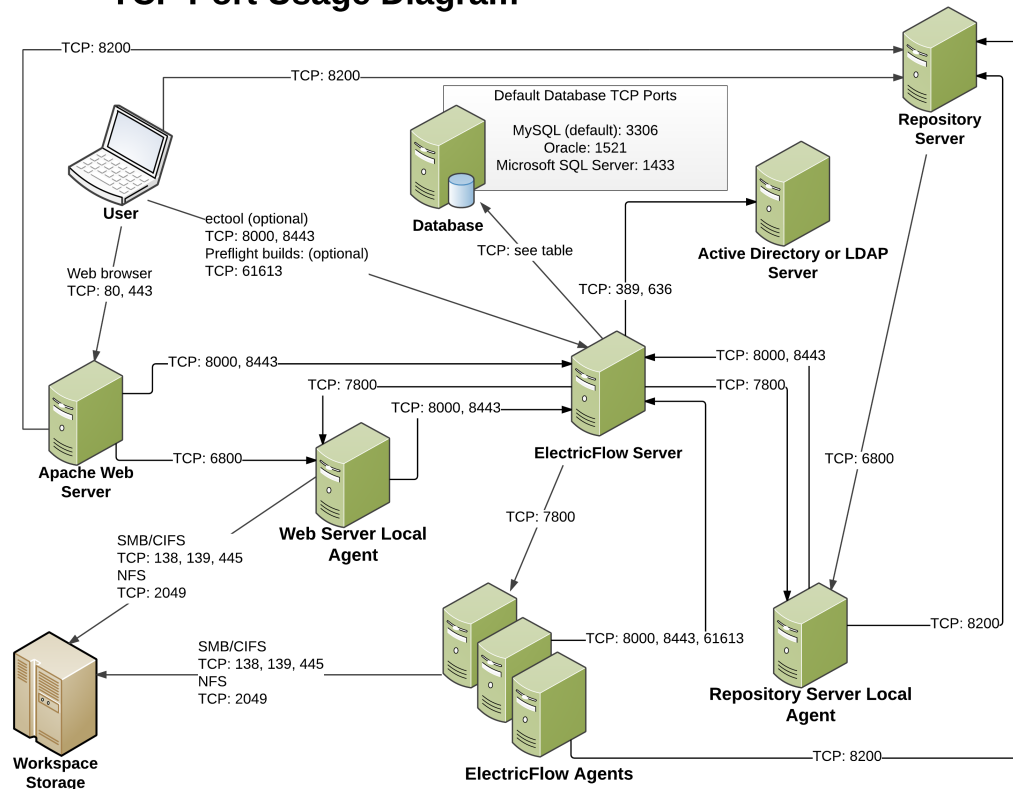 TCP Port Usage Diagram
TCP: 8200
TCP: 8200
Repository
Server
Default Database TCP Ports
MySQL (default): 3306
Oracle: 1521
Microsoft SQL Server: 1433
User
Database
Active Directory or LDAP
Server
ectool (optional)
TCP: 8000, 8443
Preflight builds: (optional)
TCP: 61613
TCP: see table
TCP: 389, 636
Web browser
TCP: 80, 443
TCP: 8000, 8443
TCP: 8000, 8443
TCP: 7800
TCP: 7800
TCP: 8000, 8443
Apache Web
Server
TCP: 6800
ElectricFlow Server
TCP: 6800
Web Server Local
Agent
TCP: 7800
SMB/CIFS
TCP: 138, 139, 445
NFS
TCP: 2049
TCP: 8000, 8443, 61613
TCP: 8200
SMB/CIFS
TCP: 138, 139, 445
NFS
TCP: 2049
Repository Server Local
Agent
Workspace
Storage
ElectricFlow Agents
TCP: 8200